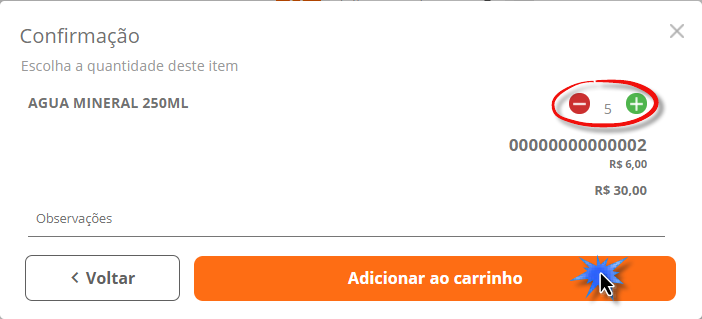 Confirmação
Escolha a quantidade deste item
AGUA MINERAL 250ML
5
00000000000002
R$ 6,00
R$ 30,00
Observações
Voltar
Adicionar ao carrinho